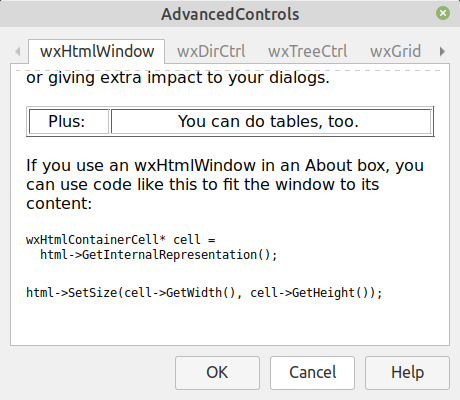 AdvancedControls
wxHtmlWindow wxDirCtrl wxTreeCtrl wxGrid
or giving extra impact to your dialogs.
Plus: You can do tables, too.
If you use an wxHtmlWindow in an About box, you
can use code like this to fit the window to its
content:
wxHtmlContainerCell* cell =
  html->GetInternalRepresentation();
html->SetSize(cell->GetWidth(), cell->GetHeight());
OK Cancel Help